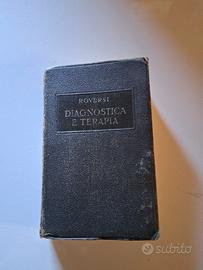 ROVERSI
DIAGNOSTICA
E TERAPIA
subito